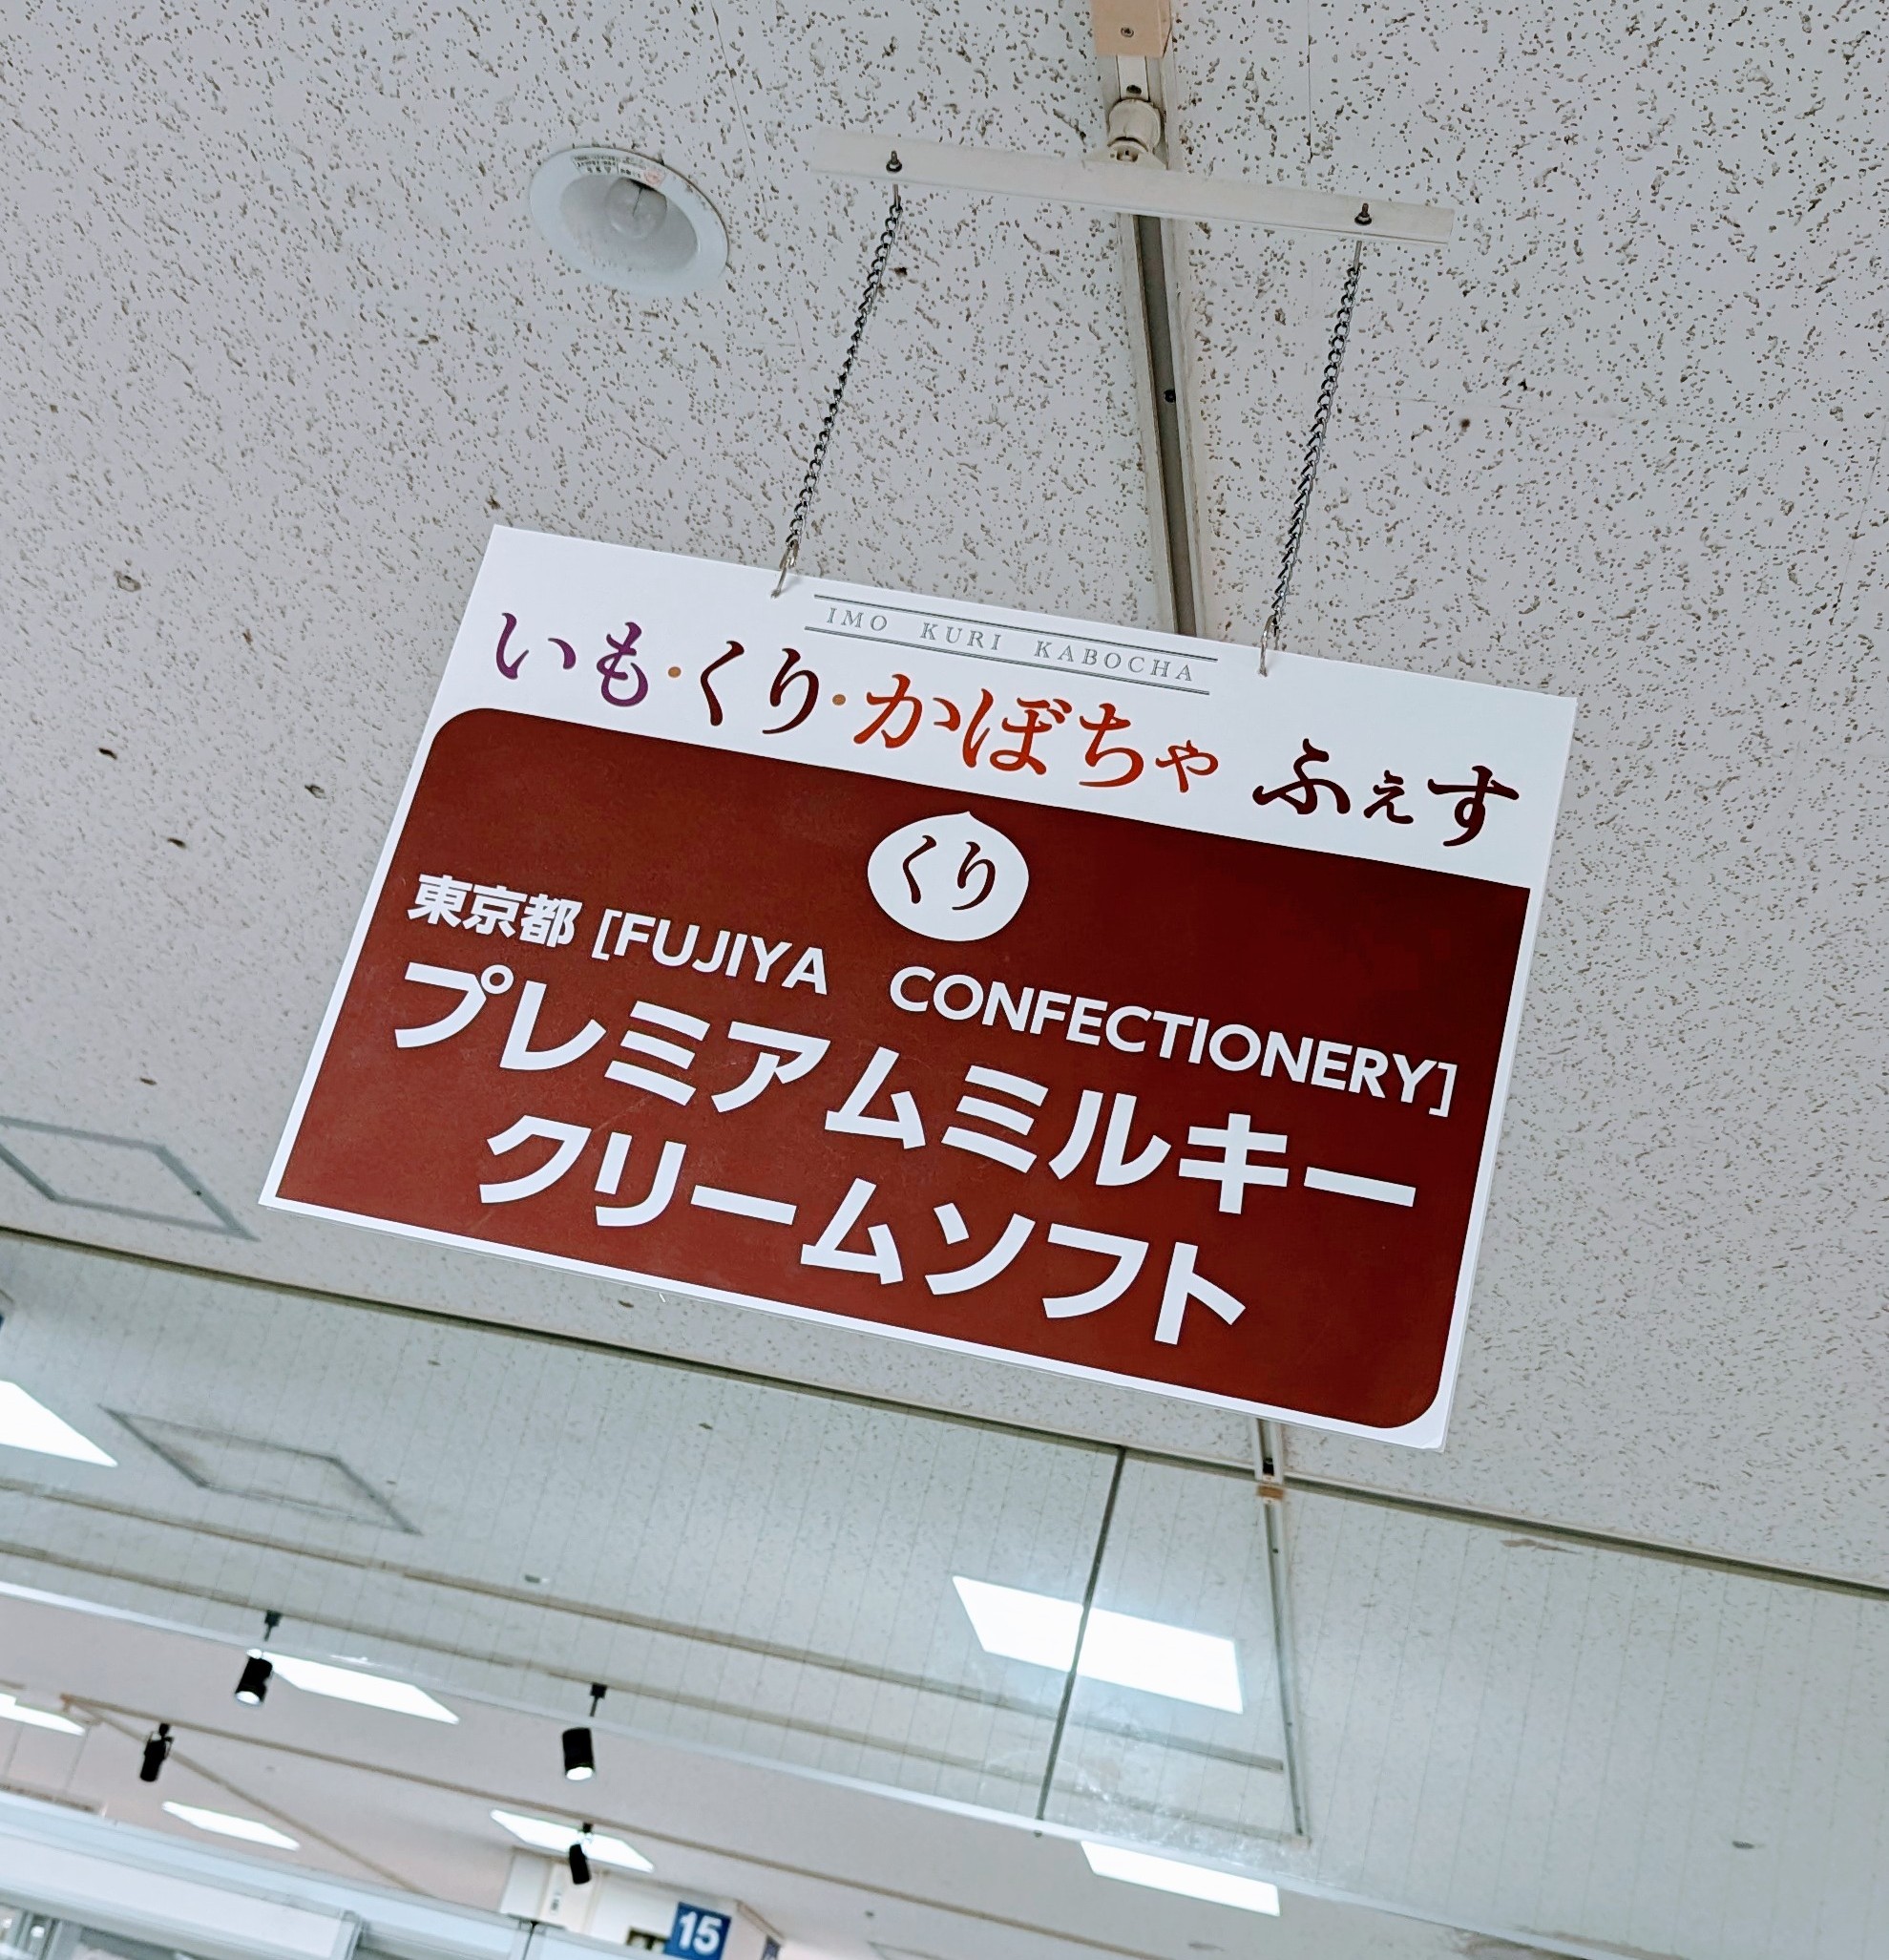 IMO KURI KABOCHA
いも・くり・かぼちゃ ふぇす
くり
東京都 [FUJIYA CONFECTIONERY]
プレミアムミルキー
クリームソフト
15